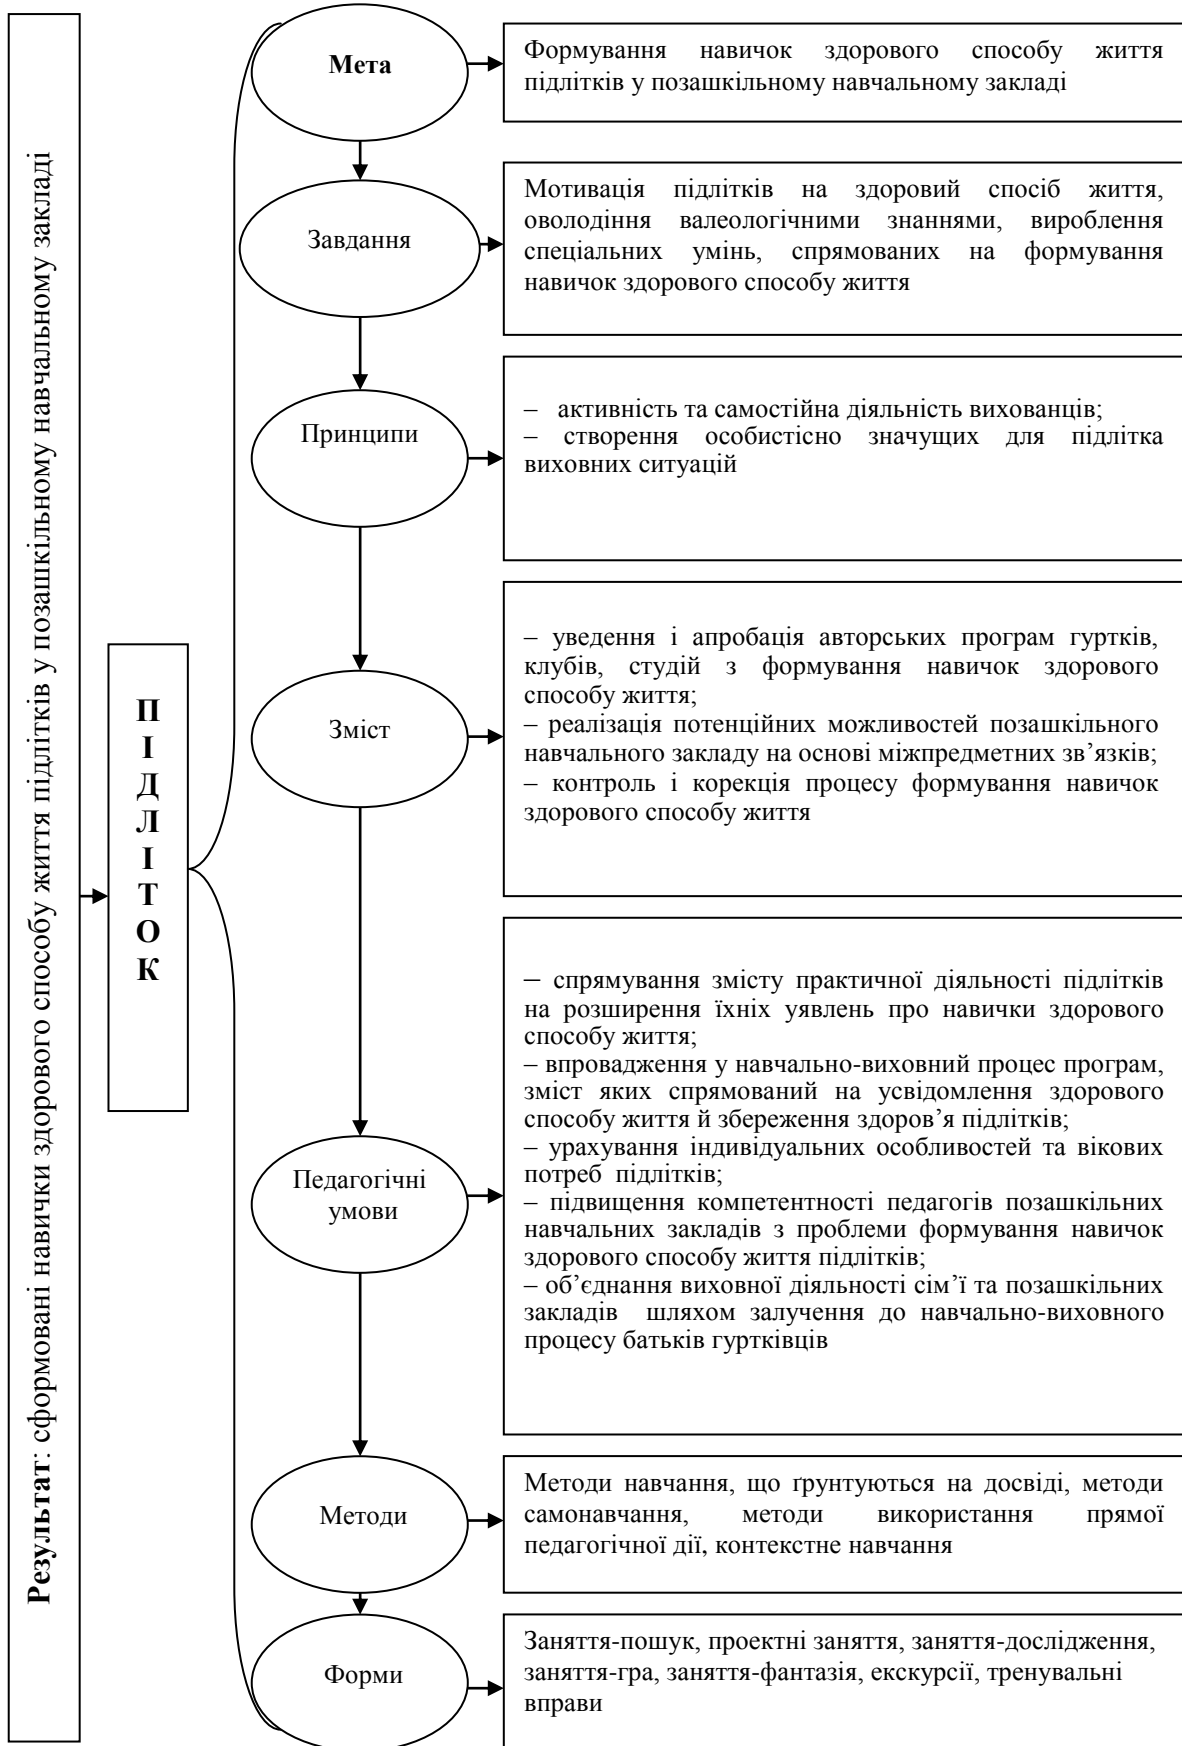 Результат: сформовані навички здорового способу життя підлітків у позашкільному навчальному закладі
П
І
Д
Л
І
Т
О
К
Мета
Формування навичок здорового способу життя
підлітків у позашкільному навчальному закладі
Завдання
Мотивація підлітків на здоровий спосіб життя,
оволодіння валеологічними знаннями, вироблення
спеціальних умінь, спрямованих на формування
навичок здорового способу життя
Принципи
– активність та самостійна діяльність вихованців;
– створення особистісно значущих для підлітка
виховних ситуацій
Зміст
– уведення і апробація авторських програм гуртків,
клубів, студій з формування навичок здорового
способу життя;
– реалізація потенційних можливостей позашкільного
навчального закладу на основі міжпредметних зв’язків;
– контроль і корекція процесу формування навичок
здорового способу життя
Педагогічні
умови
– спрямування змісту практичної діяльності підлітків
на розширення їхніх уявлень про навички здорового
способу життя;
– впровадження у навчально-виховний процес програм,
зміст яких спрямований на усвідомлення здорового
способу життя й збереження здоров’я підлітків;
– урахування індивідуальних особливостей та вікових
потреб підлітків;
– підвищення компетентності педагогів позашкільних
навчальних закладів з проблеми формування навичок
здорового способу життя підлітків;
– об’єднання виховної діяльності сім’ї та позашкільних
закладів шляхом залучення до навчально-виховного
процесу батьків гуртківців
Методи
Методи навчання, що ґрунтуються на досвіді, методи
самонавчання, методи використання прямої
педагогічної дії, контекстне навчання
Форми
Заняття-пошук, проектні заняття, заняття-дослідження,
заняття-гра, заняття-фантазія, екскурсії, тренувальні
вправи